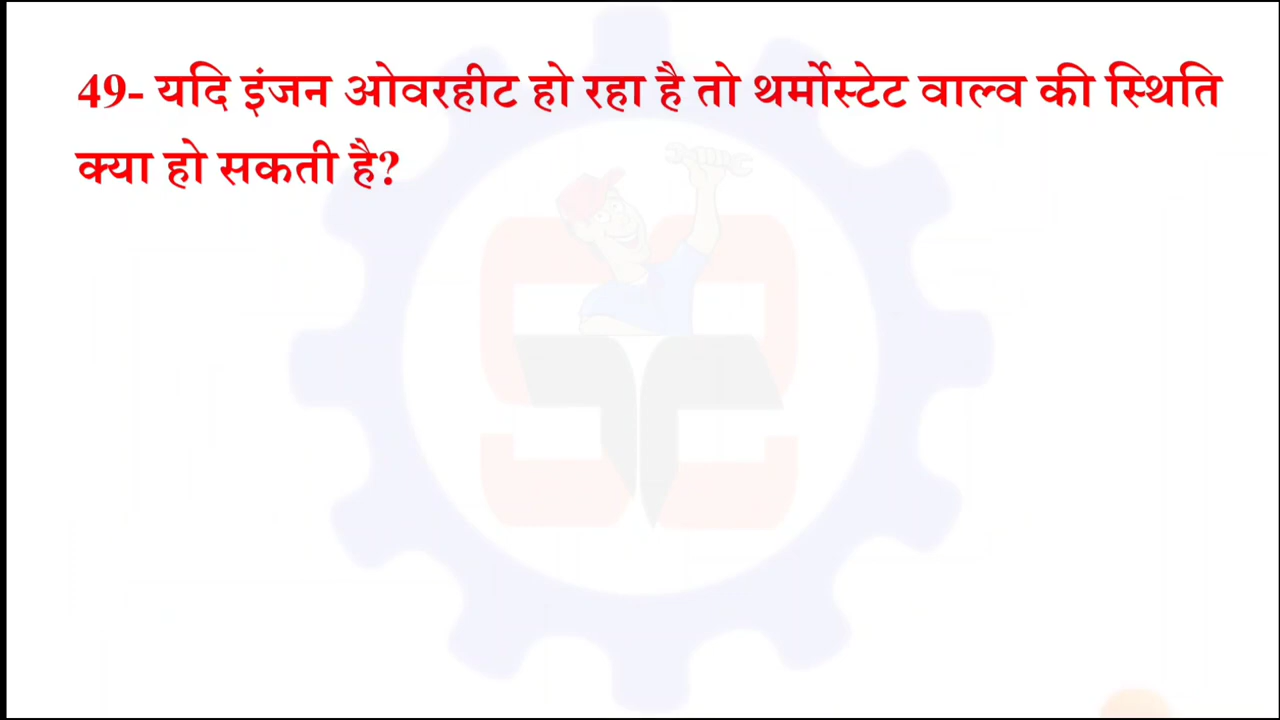 49- यदि इंजन ओवरहीट हो रहा है तो थर्मोस्टेट वाल्व की स्थिति
क्या हो सकती है?